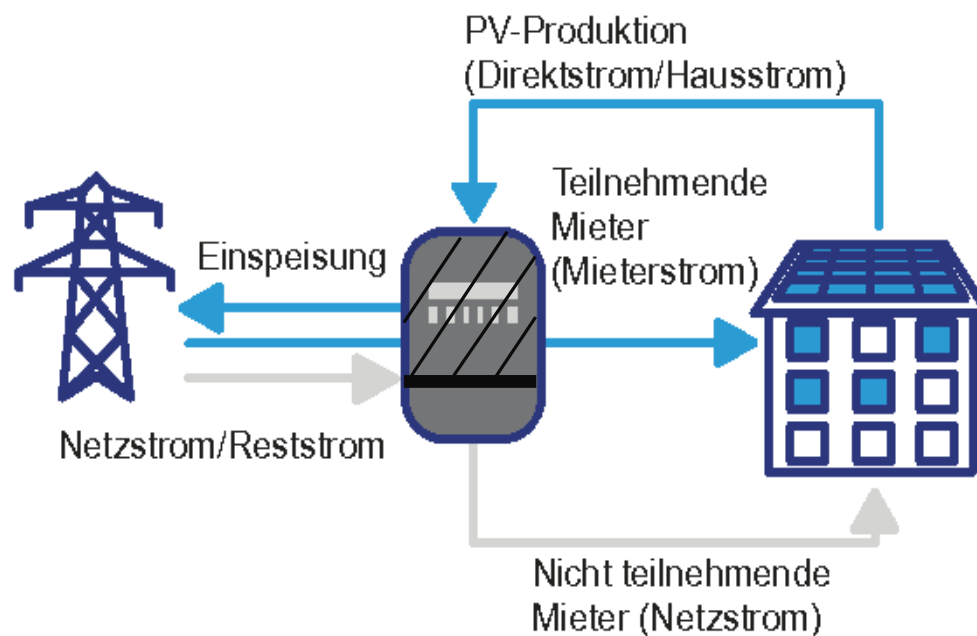 PV-Produktion
(Direktstrom/Hausstrom)
Teilnehmende
Mieter
(Mieterstrom)
Einspeisung
Netzstrom/Reststrom
Nicht teilnehmende
Mieter (Netzstrom)